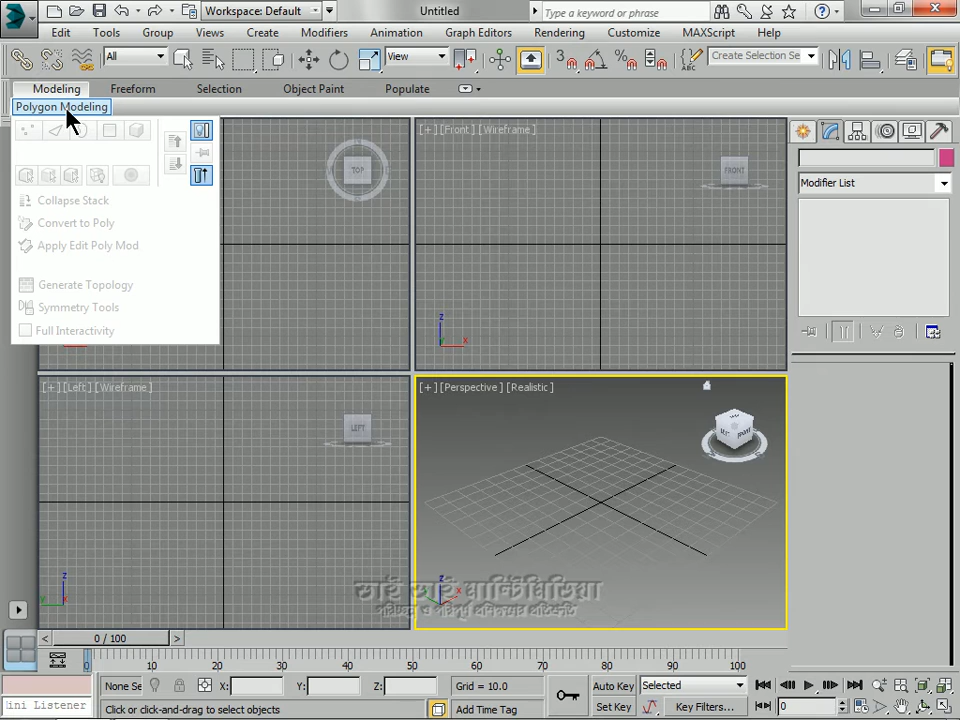 Workspace: Default
Untitled
Type a keyword or phrase
Edit Tools Group Views Create Modifiers Animation Graph Editors Rendering Customize MAXScript Help
All
View
3
Create Selection Se
Modeling Freeform Selection Object Paint Populate
Polygon Modeling
Collapse Stack
Convert to Poly
Apply Edit Poly Mod
Generate Topology
Symmetry Tools
Full Interactivity
TOP
[+] [Front] [Wireframe]
FRONT
z
x
[+] [Left] [Wireframe]
LEFT
z
y
[+] [Perspective] [Realistic]
z
x
Modifier List
ভাই ভাই মাল্টিমিডিয়া
0 / 100
0 10 20 30 40 50 60 70 80 90 100
None Se
X:
Y:
Z:
Grid = 10.0
Auto Key
Selected
ini Listener
Click or click-and-drag to select objects
Add Time Tag
Set Key
Key Filters...
0